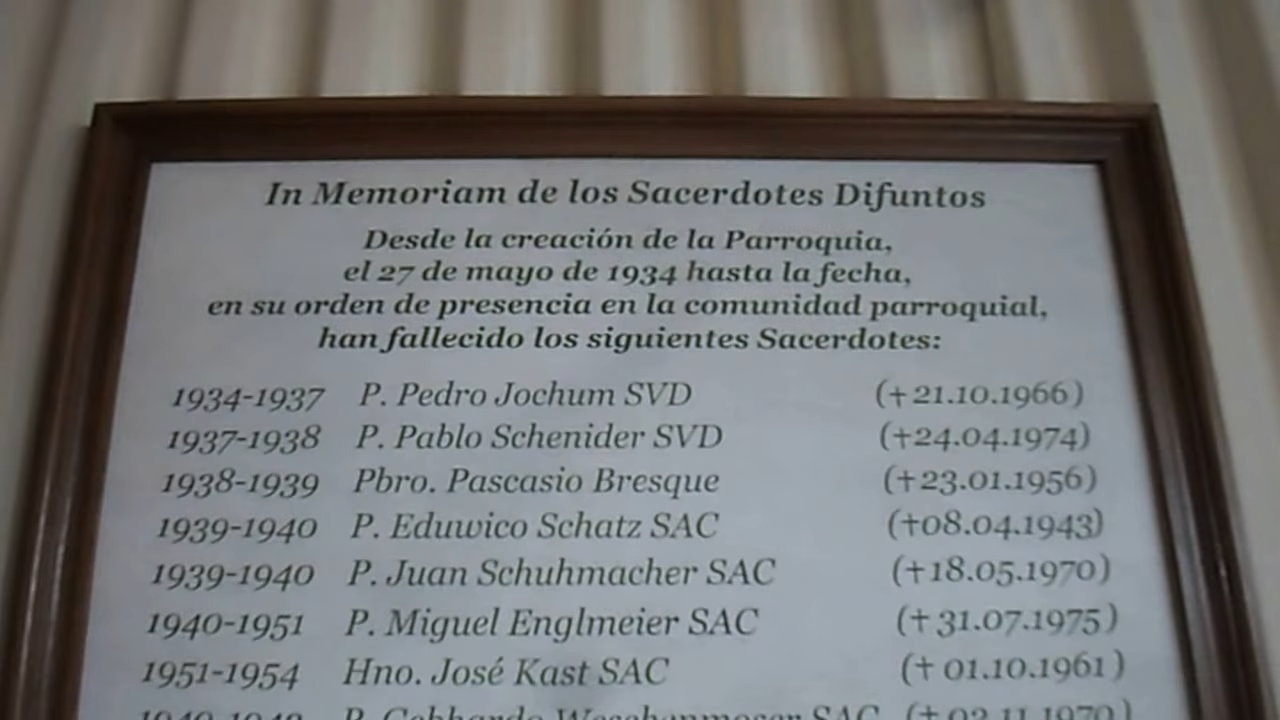 In Memoriam de los Sacerdotes Difuntos
Desde la creación de la Parroquia,
el 27 de mayo de 1934 hasta la fecha,
en su orden de presencia en la comunidad parroquial,
han fallecido los siguientes Sacerdotes:
1934-1937 P. Pedro Jochum SVD (+21.10.1966)
1937-1938 P. Pablo Schenider SVD (+24.04.1974)
1938-1939 Pbro. Pascasio Bresque (+23.01.1956)
1939-1940 P. Eduwico Schatz SAC (+08.04.1943)
1939-1940 P. Juan Schuhmacher SAC (+18.05.1970)
1940-1951 P. Miguel Englmeier SAC (+31.07.1975)
1951-1954 Hno. José Kast SAC (+ 01.10.1961)
P. Gebhardo SAC